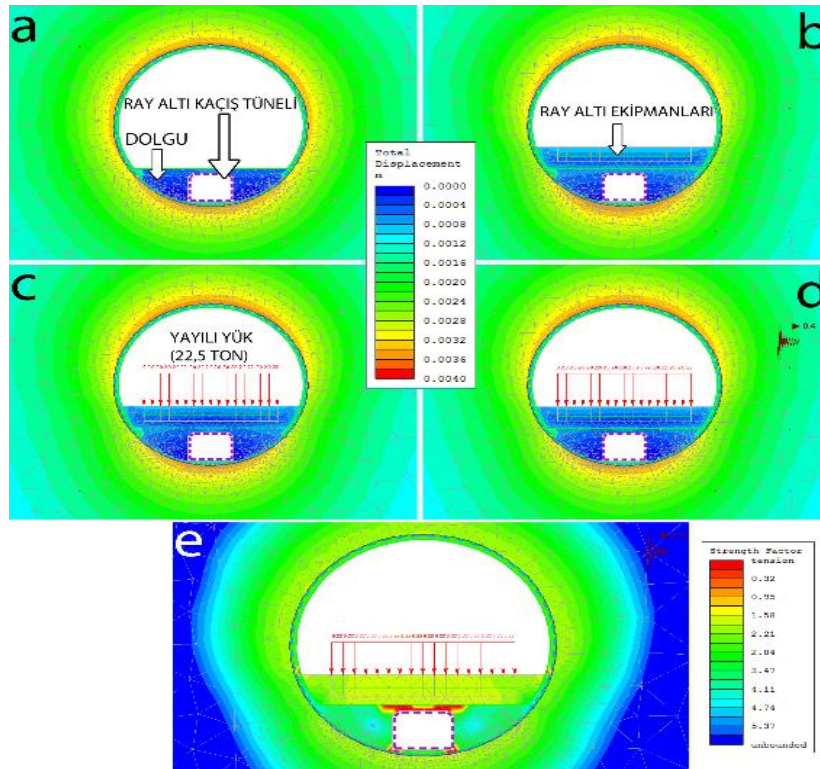 a
RAY ALTI KAÇIŞ TÜNELİ
DOLGU
b
RAY ALTI EKİPMANLARI
Total
Displacement
m
0.0000
0.0004
0.0008
0.0012
0.0016
0.0020
0.0024
0.0028
0.0032
0.0036
0.0040
c
YAYILI YÜK
(22,5 TON)
d
0.4
e
Strength Factor
tension
0.32
0.95
1.58
2.21
2.84
3.47
4.11
4.74
5.37
unbounded